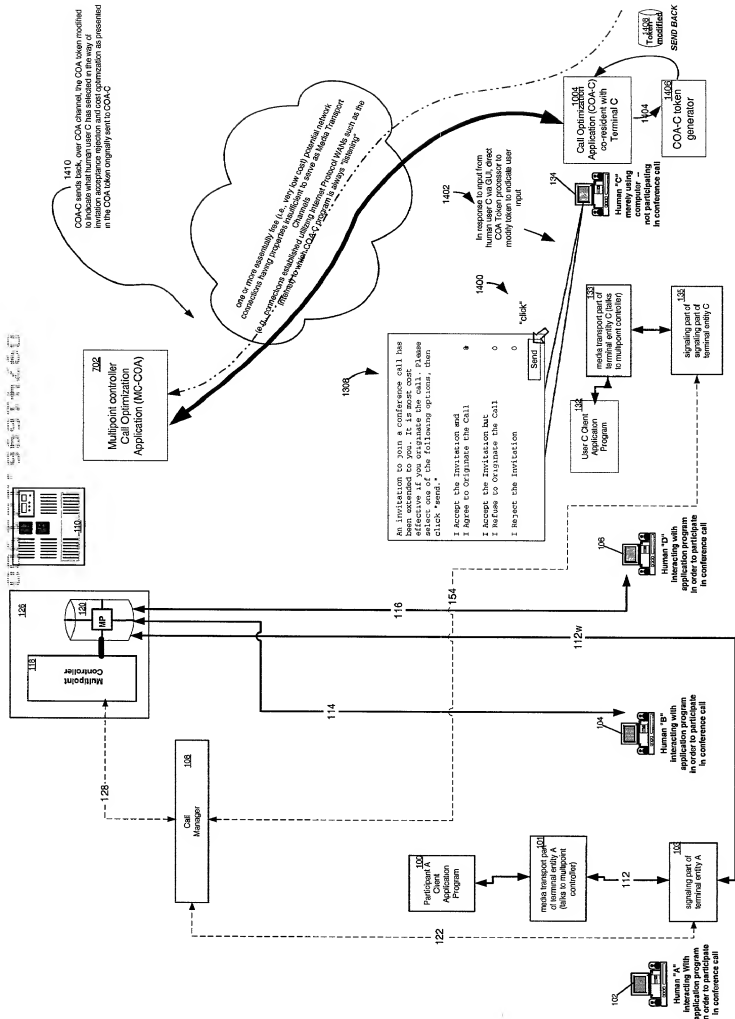 1410
COA-C sends back, over COA channel, the COA token modified
to indicate what human user C has selected in the way of
invitation acceptance rejection and cost optimization as presented
in the COA token originally sent to COA-C
one or more essentially free (i.e., very low cost) potential network
connections having properties insufficient to serve as Media Transport
Channels
(e.g., connections established utilizing Internet Protocol WANs such as the
Internet) to which COA-C program is always "listening"
702
Multipoint controller
Call Optimization
Application (MC-COA)
1408
Token
modified/
SEND BACK
1004
Call Optimization
Application (COA-C)
co-resident with
Terminal C
1404
1406
COA-C token
generator
134
Human "C"
merely using
computer –
not participating
in conference call
1402
In response to input from
human user C via GUI, direct
COA Token processor to
modify token to indicate user
input
1400
"click"
1308
An invitation to join a conference call has
been extended to you. It is most cost
effective if you originate the call. Please
select one of the following options, then
click "send."
I Accept the Invitation and
I Agree to Originate the Call
I Accept the Invitation but
I Refuse to Originate the Call
I Reject the Invitation
Send
133
media transport part of
terminal entity C (talks
to multipoint controller)
132
User C Client
Application
Program
135
signaling part of
signaling part of
terminal entity C
110
126
120
MP
118
Multipoint
Controller
116
154
112w
114
128
106
Human "D"
interacting with
application program
in order to participate
in conference call
104
Human "B"
interacting with
application program
in order to participate
in conference call
108
Call
Manager
100
Participant A
Client
Application
Program
101
media transport part
of terminal entity A
(talks to multipoint
controller)
112
103
signaling part of
terminal entity A
122
102
Human "A"
Interacting With
application program
in order to participate
in conference call